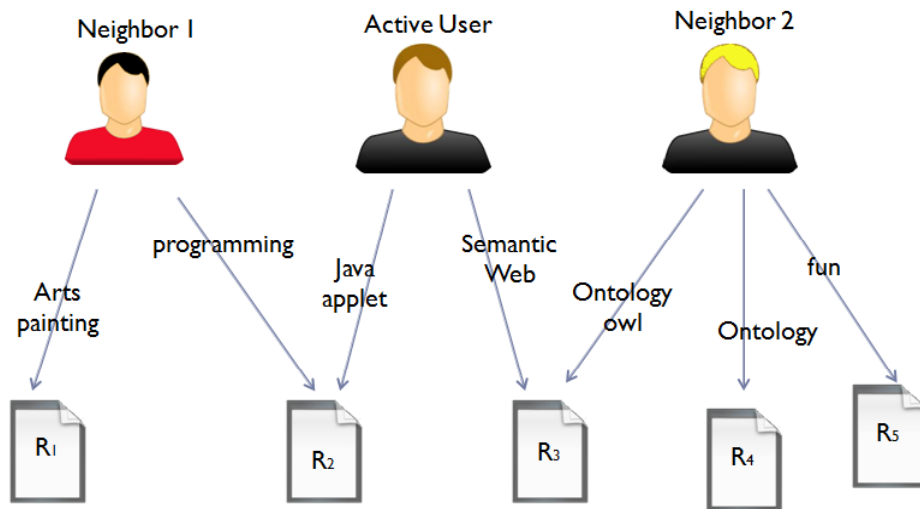 Neighbor 1
Active User
Neighbor 2
programming
Java
applet
Semantic
Web
fun
Arts
painting
Ontology
owl
Ontology
R1
R2
R3
R4
R5